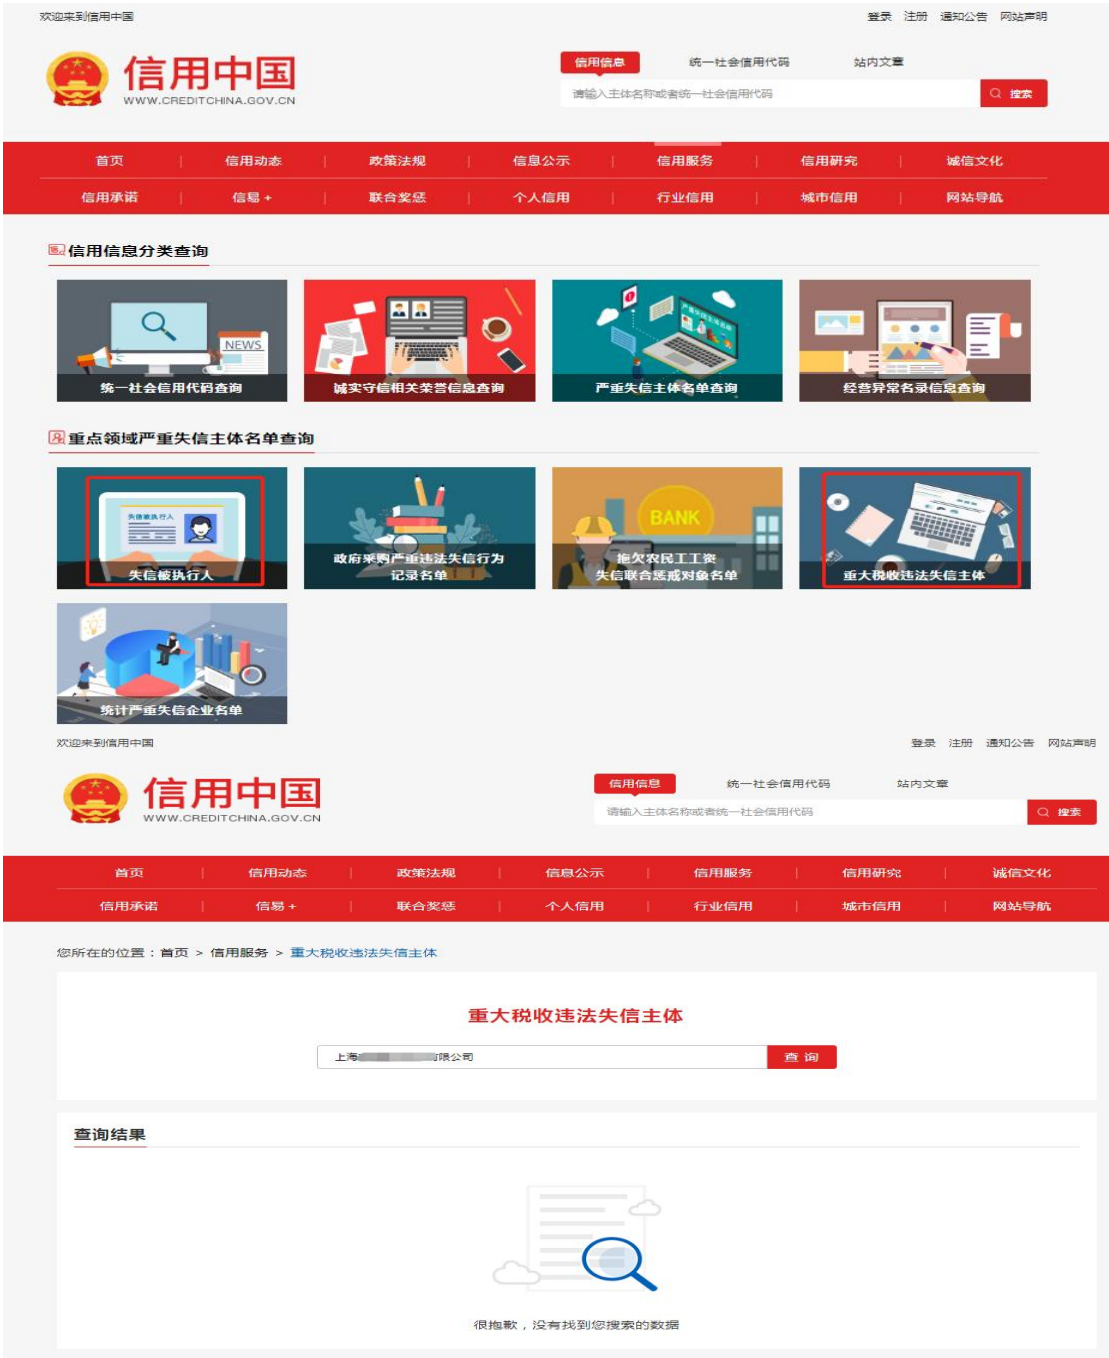 欢迎来到信用中国
登录 注册 通知公告 网站声明
信用中国
WWW.CREDITCHINA.GOV.CN
信用信息 统一社会信用代码 站内文章
请输入主体名称或者统一社会信用代码
搜索
首页 | 信用动态 | 政策法规 | 信息公示 | 信用服务 | 信用研究 | 诚信文化
信用承诺 | 信易+ | 联合奖惩 | 个人信用 | 行业信用 | 城市信用 | 网站导航
信用信息分类查询
NEWS
统一社会信用代码查询
诚实守信相关荣誉信息查询
严重失信主体名单查询
经营异常名录信息查询
重点领域严重失信主体名单查询
失信被执行人
失信被执行人
政府采购严重违法失信行为
记录名单
BANK
拖欠农民工工资
失信联合惩戒对象名单
重大税收违法失信主体
统计严重失信企业名单
欢迎来到信用中国
登录 注册 通知公告 网站声明
信用中国
WWW.CREDITCHINA.GOV.CN
信用信息 统一社会信用代码 站内文章
请输入主体名称或者统一社会信用代码
搜索
首页 | 信用动态 | 政策法规 | 信息公示 | 信用服务 | 信用研究 | 诚信文化
信用承诺 | 信易+ | 联合奖惩 | 个人信用 | 行业信用 | 城市信用 | 网站导航
您所在的位置：首页 > 信用服务 > 重大税收违法失信主体
重大税收违法失信主体
上海 有限公司
查询
查询结果
很抱歉，没有找到您搜索的数据